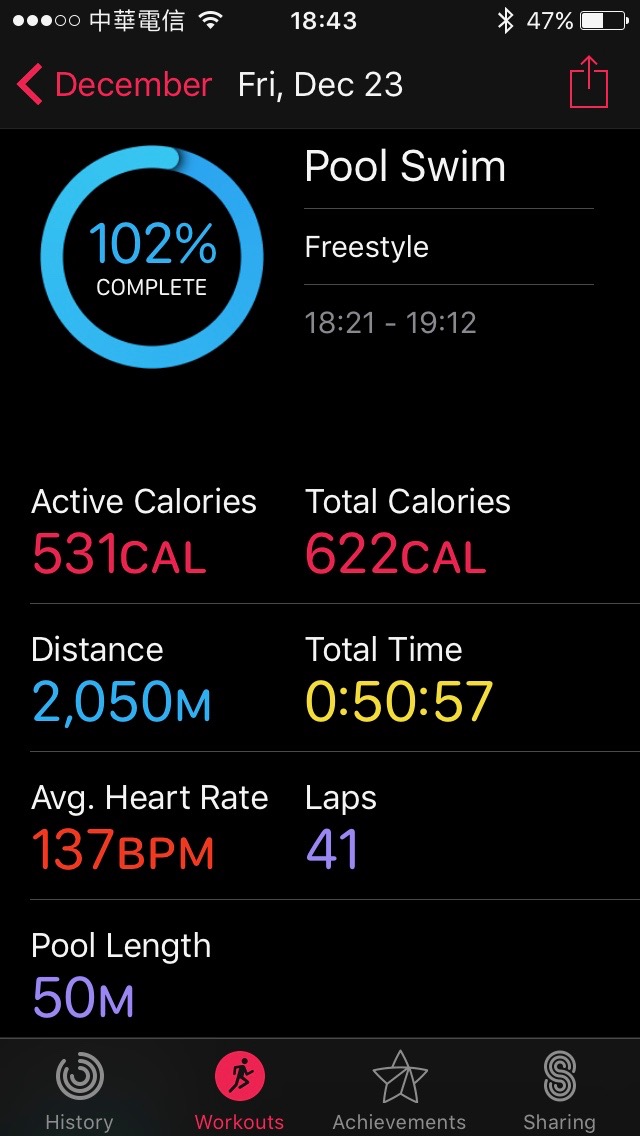 中華電信 18:43 47%
December Fri, Dec 23
102%
COMPLETE
Pool Swim
Freestyle
18:21 - 19:12
Active Calories Total Calories
531CAL 622CAL
Distance Total Time
2,050M 0:50:57
Avg. Heart Rate Laps
137BPM 41
Pool Length
50M
History Workouts Achievements Sharing